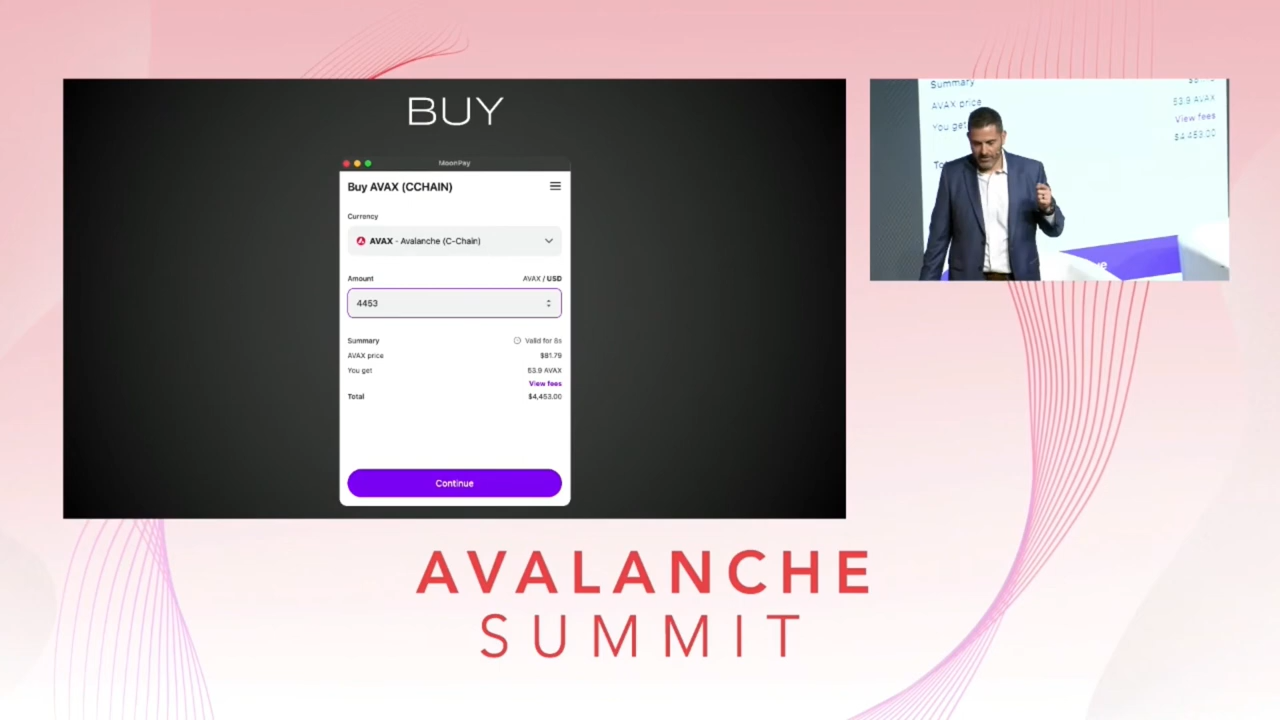 BUY
MoonPay
Buy AVAX (CCHAIN)
Currency
AVAX - Avalanche (C-Chain)
Amount AVAX / USD
4453
Summary Valid for 8s
AVAX price $81.79
You get 53.9 AVAX
View fees
Total $4,453.00
Continue
Summary
AVAX price 53.9 AVAX
You get View fees
$4,453.00
AVALANCHE
SUMMIT